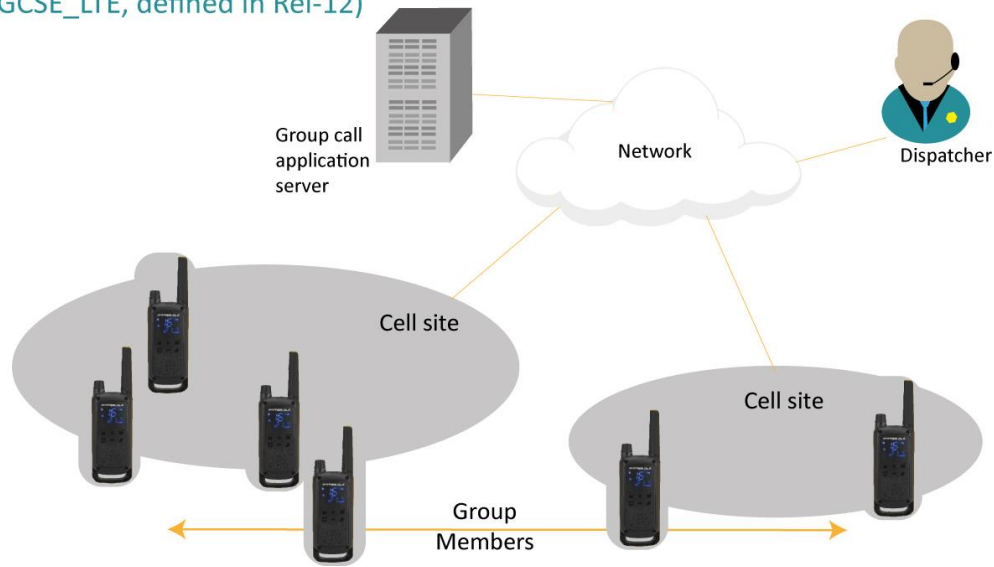 GCSE_LTE, defined in Rel-12)
Group call
application
server
Network
Dispatcher
Cell site
Cell site
Group
Members